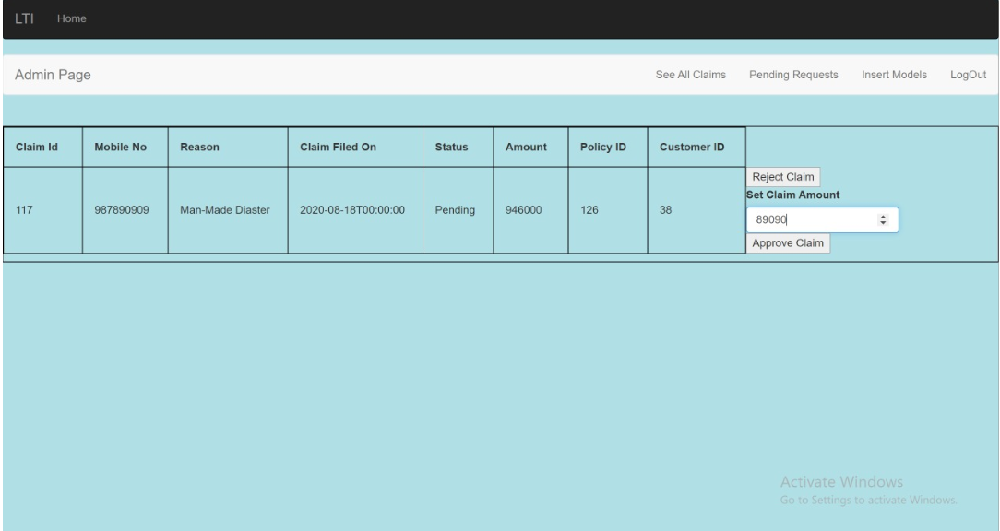 LTI Home
Admin Page See All Claims Pending Requests Insert Models LogOut
Claim Id Mobile No Reason Claim Filed On Status Amount Policy ID Customer ID
Reject Claim
Set Claim Amount
117 987890909 Man-Made Diaster 2020-08-18T00:00:00 Pending 946000 126 38
89090
Approve Claim
Activate Windows
Go to Settings to activate Windows.